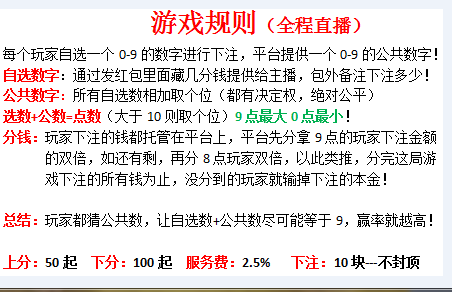 游戏规则（全程直播）
每个玩家自选一个 0-9 的数字进行下注，平台提供一个 0-9 的公共数字！
自选数字：通过发红包里面藏几分钱提供给主播，包外备注下注多少！
公共数字：所有自选数字相加取个位（都有决定权，绝对公平）
选数+公数=点数（大于 10 则取个位）9 点最大 0 点最小！
分钱：玩家下注的钱都托管在平台上，平台先分拿 9 点的玩家下注金额
的双倍，如还有剩，再分 8 点玩家双倍，以此类推，分完这局游
戏下注的所有钱为止，没分到的玩家就输掉下注的本金！
总结：玩家都猜公共数，让自选数+公共数尽可能等于 9，赢率就越高！
上分：50 起 下分：100 起 服务费：2.5% 下注：10 块---不封顶